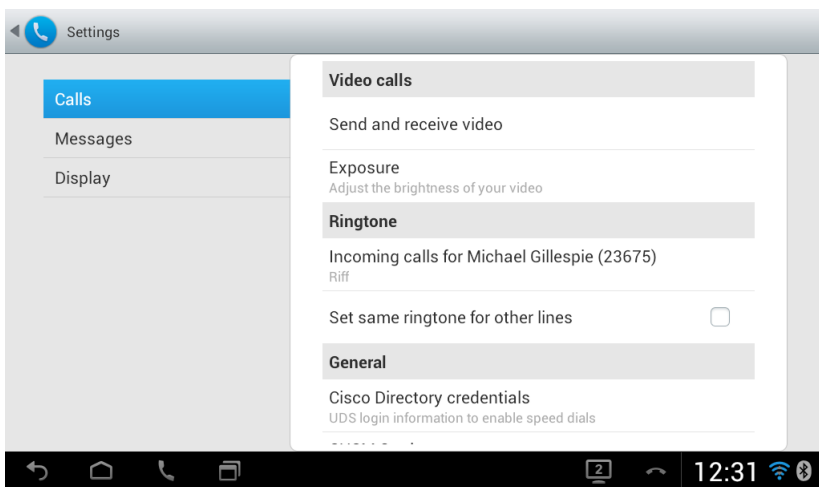 Settings
Calls
Messages
Display
Video calls
Send and receive video
Exposure
Adjust the brightness of your video
Ringtone
Incoming calls for Michael Gillespie (23675)
Riff
Set same ringtone for other lines
General
Cisco Directory credentials
UDS login information to enable speed dials
2
12:31